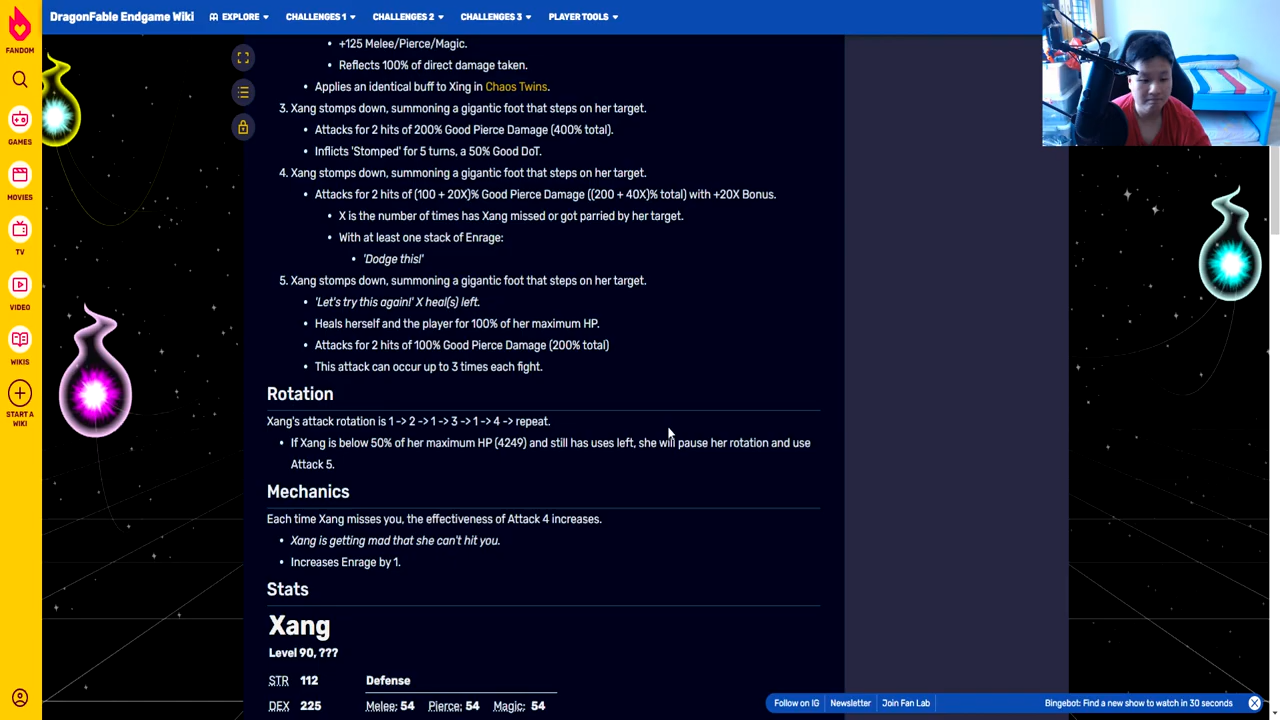 DragonFable Endgame Wiki
EXPLORE
CHALLENGES 1
CHALLENGES 2
CHALLENGES 3
PLAYER TOOLS
FANDOM
GAMES
MOVIES
TV
VIDEO
WIKIS
START A
WIKI
+125 Melee/Pierce/Magic.
Reflects 100% of direct damage taken.
Applies an identical buff to Xing in Chaos Twins.
3. Xang stomps down, summoning a gigantic foot that steps on her target.
Attacks for 2 hits of 200% Good Pierce Damage (400% total).
Inflicts 'Stomped' for 5 turns, a 50% Good DoT.
4. Xang stomps down, summoning a gigantic foot that steps on her target.
Attacks for 2 hits of (100 + 20X)% Good Pierce Damage ((200 + 40X)% total) with +20X Bonus.
X is the number of times has Xang missed or got parried by her target.
With at least one stack of Enrage:
'Dodge this!'
5. Xang stomps down, summoning a gigantic foot that steps on her target.
'Let's try this again!' X heal(s) left.
Heals herself and the player for 100% of her maximum HP.
Attacks for 2 hits of 100% Good Pierce Damage (200% total)
This attack can occur up to 3 times each fight.
Rotation
Xang's attack rotation is 1 -> 2 -> 1 -> 3 -> 1 -> 4 -> repeat.
If Xang is below 50% of her maximum HP (4249) and still has uses left, she will pause her rotation and use
Attack 5.
Mechanics
Each time Xang misses you, the effectiveness of Attack 4 increases.
Xang is getting mad that she can't hit you.
Increases Enrage by 1.
Stats
Xang
Level 90, ???
STR 112
Defense
DEX 225
Melee: 54 Pierce: 54 Magic: 54
Follow on IG
Newsletter
Join Fan Lab
Bingebot: Find a new show to watch in 30 seconds